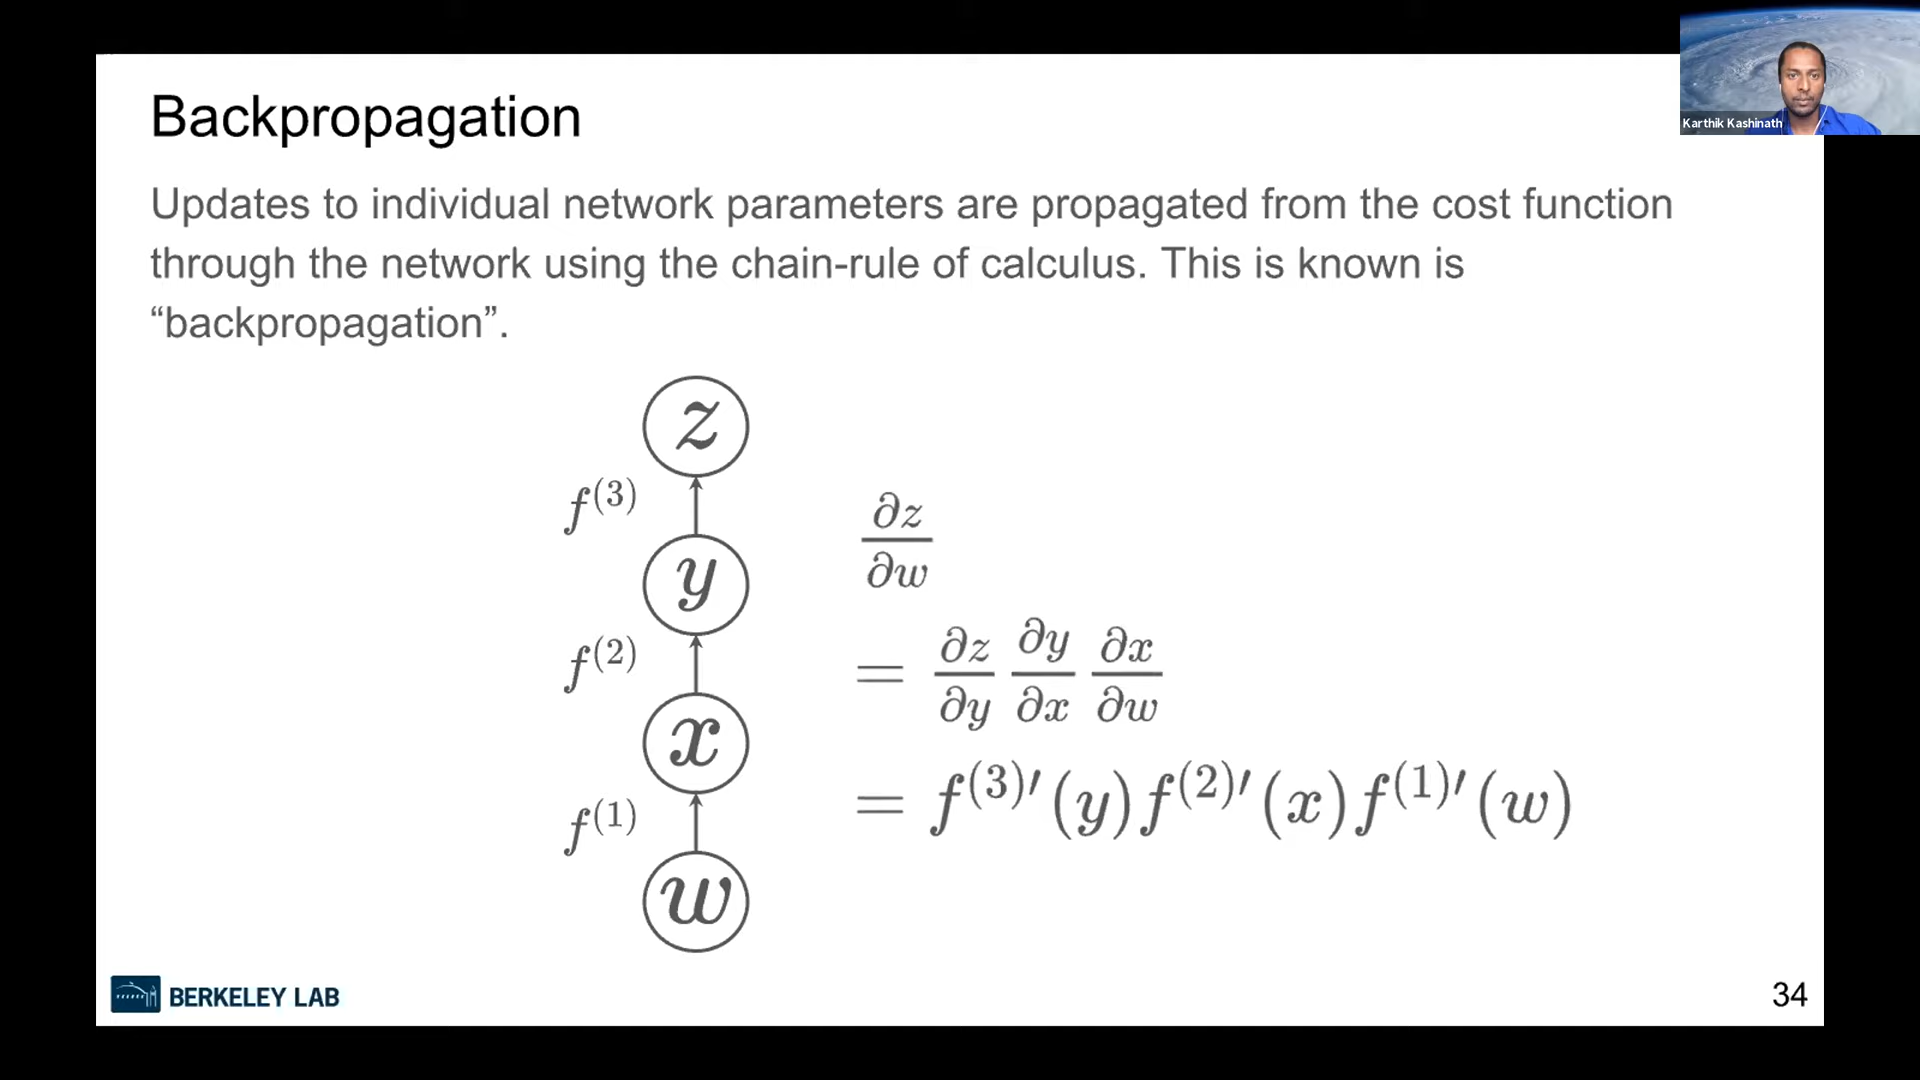 Karthik Kashinath
Backpropagation
Updates to individual network parameters are propagated from the cost function
through the network using the chain-rule of calculus. This is known is
“backpropagation”.
z
f^(3)
y
f^(2)
x
f^(1)
w
∂z/∂w
= ∂z/∂y ∂y/∂x ∂x/∂w
= f^(3)′(y) f^(2)′(x) f^(1)′(w)
BERKELEY LAB
34